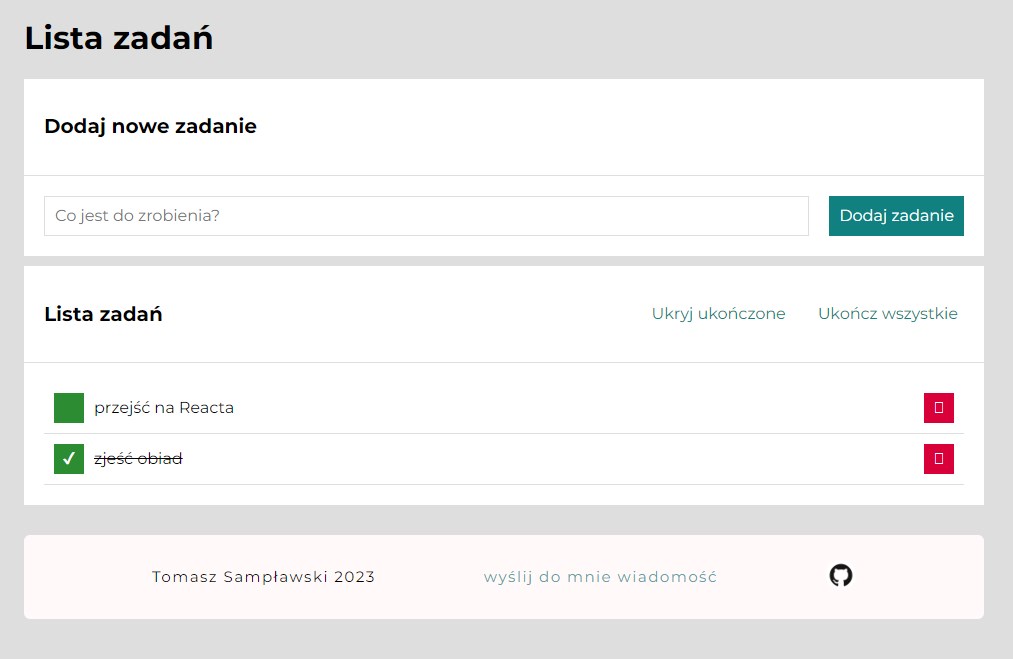 Lista zadań
Dodaj nowe zadanie
Co jest do zrobienia?
Dodaj zadanie
Lista zadań
Ukryj ukończone
Ukończ wszystkie
przejść na Reacta
✓ zjeść obiad
Tomasz Sampławski 2023
wyślij do mnie wiadomość